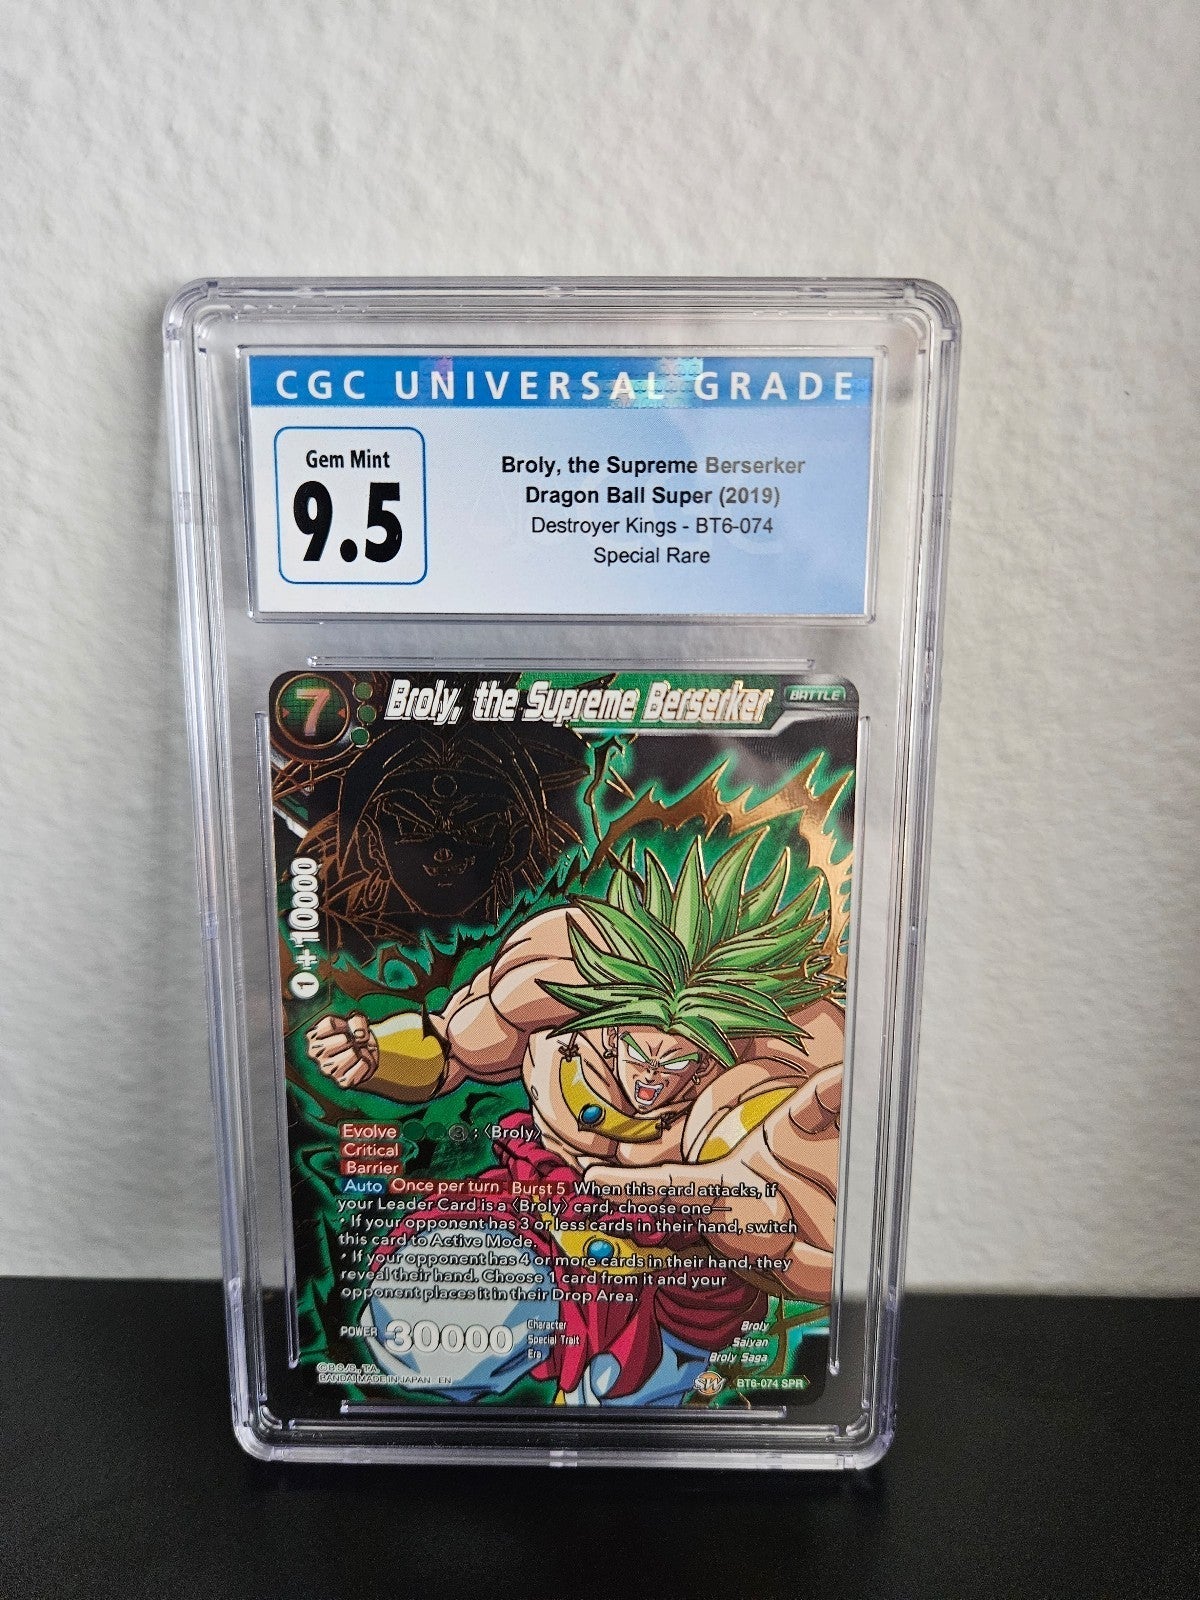 CGC UNIVERSAL GRADE
Gem Mint
9.5
Broly, the Supreme Berserker
Dragon Ball Super (2019)
Destroyer Kings - BT6-074
Special Rare
7
Broly, the Supreme Berserker
BATTLE
1 +10000
Evolve 3 : 《Broly》
Critical
Barrier
Auto Once per turn Burst 5 When this card attacks, if
your Leader Card is a 《Broly》 card, choose one—
・If your opponent has 3 or less cards in their hand, switch
this card to Active Mode.
・If your opponent has 4 or more cards in their hand, they
reveal their hand. Choose 1 card from it and your
opponent places it in their Drop Area.
POWER 30000
Character Broly
Special Trait Saiyan
Era Broly Saga
©B.S./S., T.A.
BANDAI MADE IN JAPAN EN
SW BT6-074 SPR